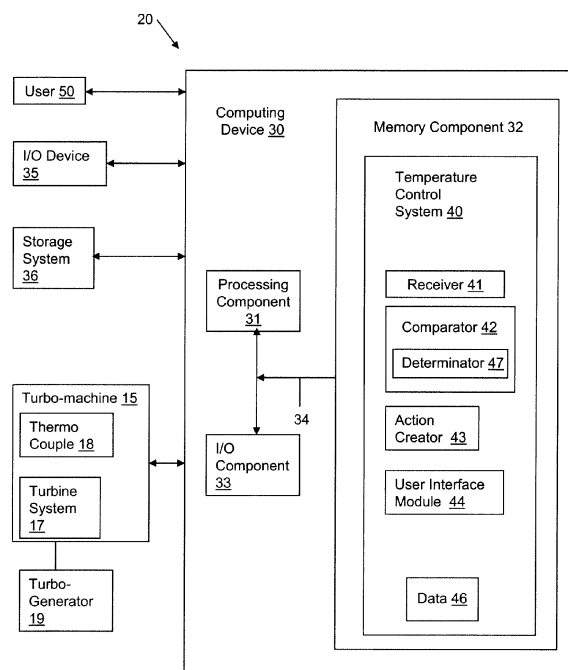 20
User 50
I/O Device
35
Storage
System
36
Turbo-machine 15
Thermo
Couple 18
Turbine
System
17
Turbo-
Generator
19
Computing
Device 30
Processing
Component
31
34
I/O
Component
33
Memory Component 32
Temperature
Control
System 40
Receiver 41
Comparator 42
Determinator 47
Action
Creator 43
User Interface
Module 44
Data 46